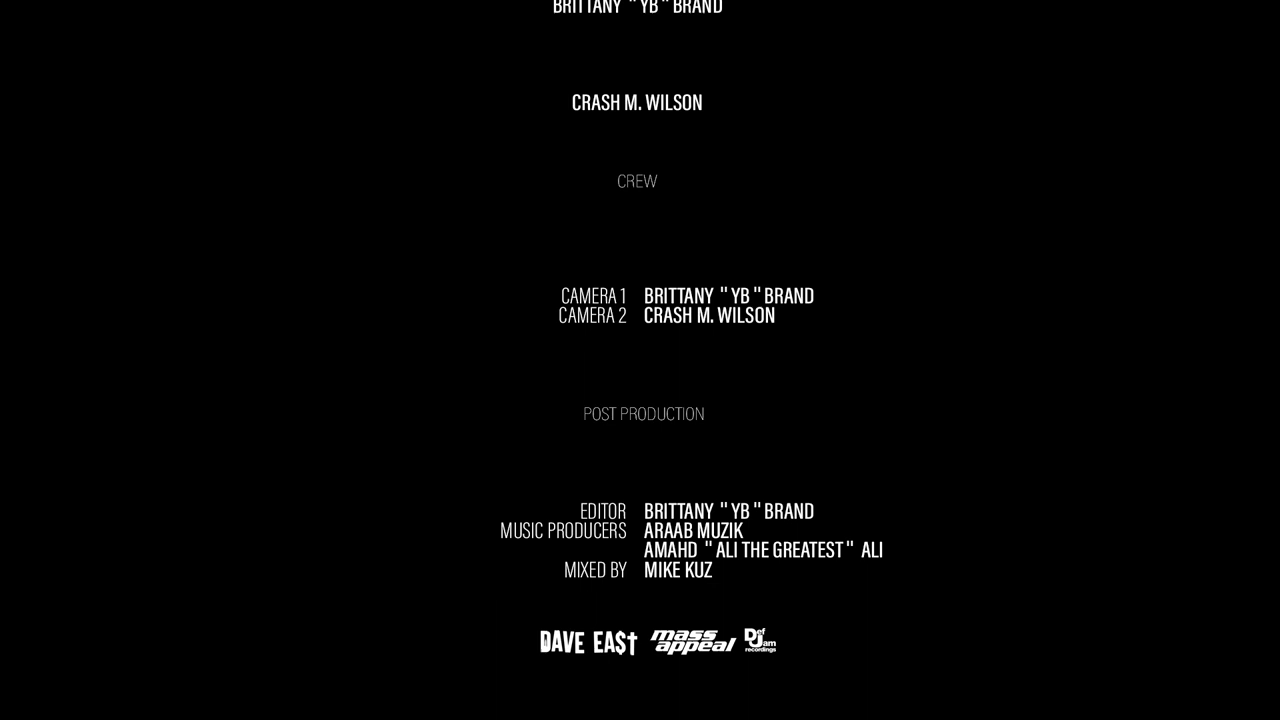 BRITTANY "YB" BRAND
CRASH M. WILSON
CREW
CAMERA 1 BRITTANY "YB" BRAND
CAMERA 2 CRASH M. WILSON
POST PRODUCTION
EDITOR BRITTANY "YB" BRAND
MUSIC PRODUCERS ARAAB MUZIK
AMAHD "ALI THE GREATEST" ALI
MIXED BY MIKE KUZ
DAVE EA$T mass appeal Def Jam recordings